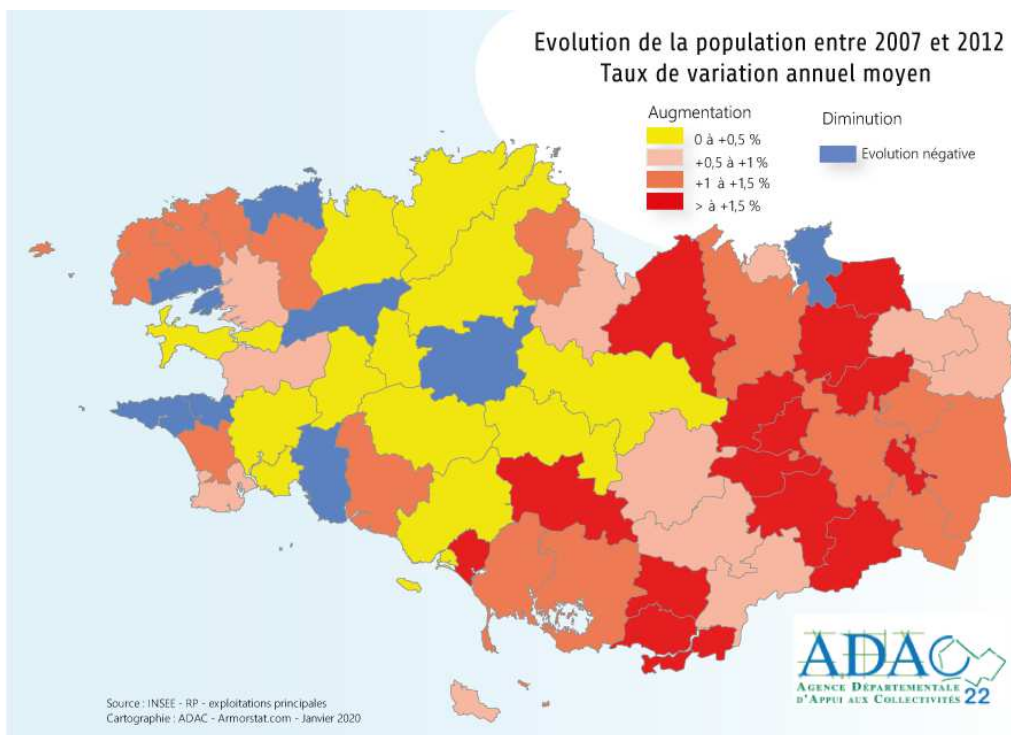 Evolution de la population entre 2007 et 2012
Taux de variation annuel moyen
Augmentation
0 à +0,5 %
+0,5 à +1 %
+1 à +1,5 %
> à +1,5 %
Diminution
Evolution négative
Source : INSEE - RP - exploitations principales
Cartographie : ADAC - Armorstat.com - Janvier 2020
ADAC
AGENCE DÉPARTEMENTALE
D'APPUI AUX COLLECTIVITÉS 22